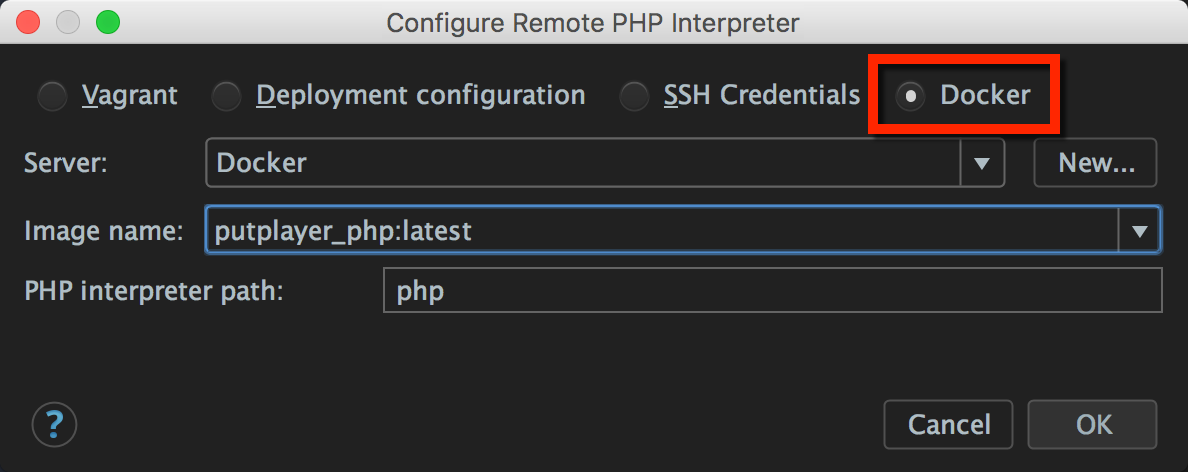 Configure Remote PHP Interpreter
Vagrant Deployment configuration SSH Credentials Docker
Server: Docker New...
Image name: putplayer_php:latest
PHP interpreter path: php
? Cancel OK